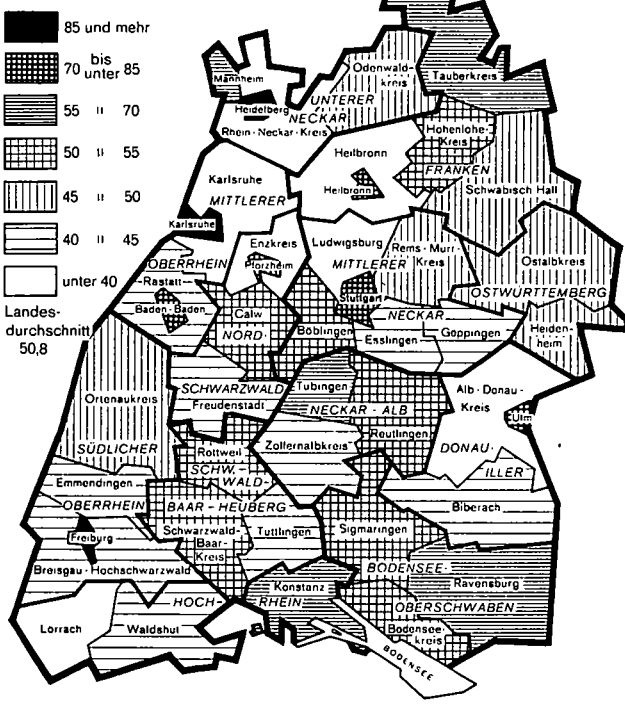 85 und mehr
70 bis unter 85
55 " 70
50 " 55
45 " 50
40 " 45
unter 40
Landes-
durchschnitt
50,8
Mannheim
Odenwald-
kreis
Tauberkreis
UNTERER
NECKAR
Heidelberg
Rhein-Neckar-Kreis
Hohenlohe-
Kreis
FRANKEN
Heilbronn
Heilbronn
Schwäbisch Hall
Karlsruhe
MITTLERER
Karlsruhe
OBERRHEIN
Enzkreis
Pforzheim
Ludwigsburg
MITTLERER
Rems-Murr-
Kreis
Ostalbkreis
OSTWÜRTTEMBERG
Rastatt
Baden-Baden
Stuttgart
NECKAR
Calw
NORD-
Böblingen
Esslingen
Göppingen
Heiden-
heim
SCHWARZWALD
Freudenstadt
Tübingen
NECKAR-ALB
Reutlingen
Alb-Donau-
Kreis
Ulm
DONAU-
ILLER
Ortenaukreis
SÜDLICHER
OBERRHEIN
Rottweil
SCHW.-
WALD-
BAAR-HEUBERG
Zollernalbkreis
Biberach
Emmendingen
Freiburg
Schwarzwald-
Baar-
Kreis
Tuttlingen
Sigmaringen
Breisgau-Hochschwarzwald
BODENSEE-
OBERSCHWABEN
Ravensburg
Konstanz
HOCH-
RHEIN
Lörrach
Waldshut
Bodensee-
kreis
BODENSEE